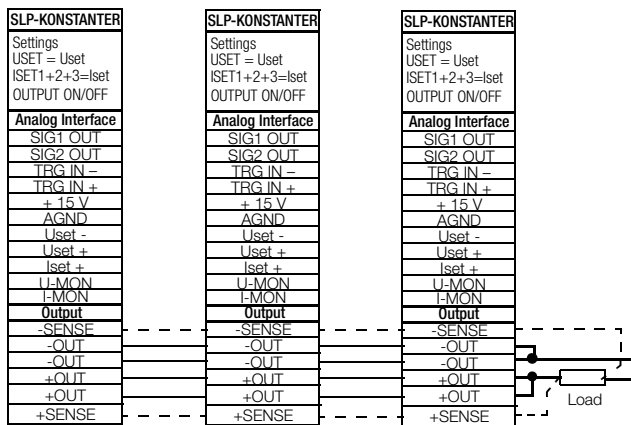 SLP-KONSTANTER
Settings
USET = Uset
ISET1+2+3=Iset
OUTPUT ON/OFF
Analog Interface
SIG1 OUT
SIG2 OUT
TRG IN –
TRG IN +
+ 15 V
AGND
Uset -
Uset +
Iset +
U-MON
I-MON
Output
-SENSE
-OUT
-OUT
+OUT
+OUT
+SENSE
SLP-KONSTANTER
Settings
USET = Uset
ISET1+2+3=Iset
OUTPUT ON/OFF
Analog Interface
SIG1 OUT
SIG2 OUT
TRG IN –
TRG IN +
+ 15 V
AGND
Uset -
Uset +
Iset +
U-MON
I-MON
Output
-SENSE
-OUT
-OUT
+OUT
+OUT
+SENSE
SLP-KONSTANTER
Settings
USET = Uset
ISET1+2+3=Iset
OUTPUT ON/OFF
Analog Interface
SIG1 OUT
SIG2 OUT
TRG IN –
TRG IN +
+ 15 V
AGND
Uset -
Uset +
Iset +
U-MON
I-MON
Output
-SENSE
-OUT
-OUT
+OUT
+OUT
+SENSE
Load